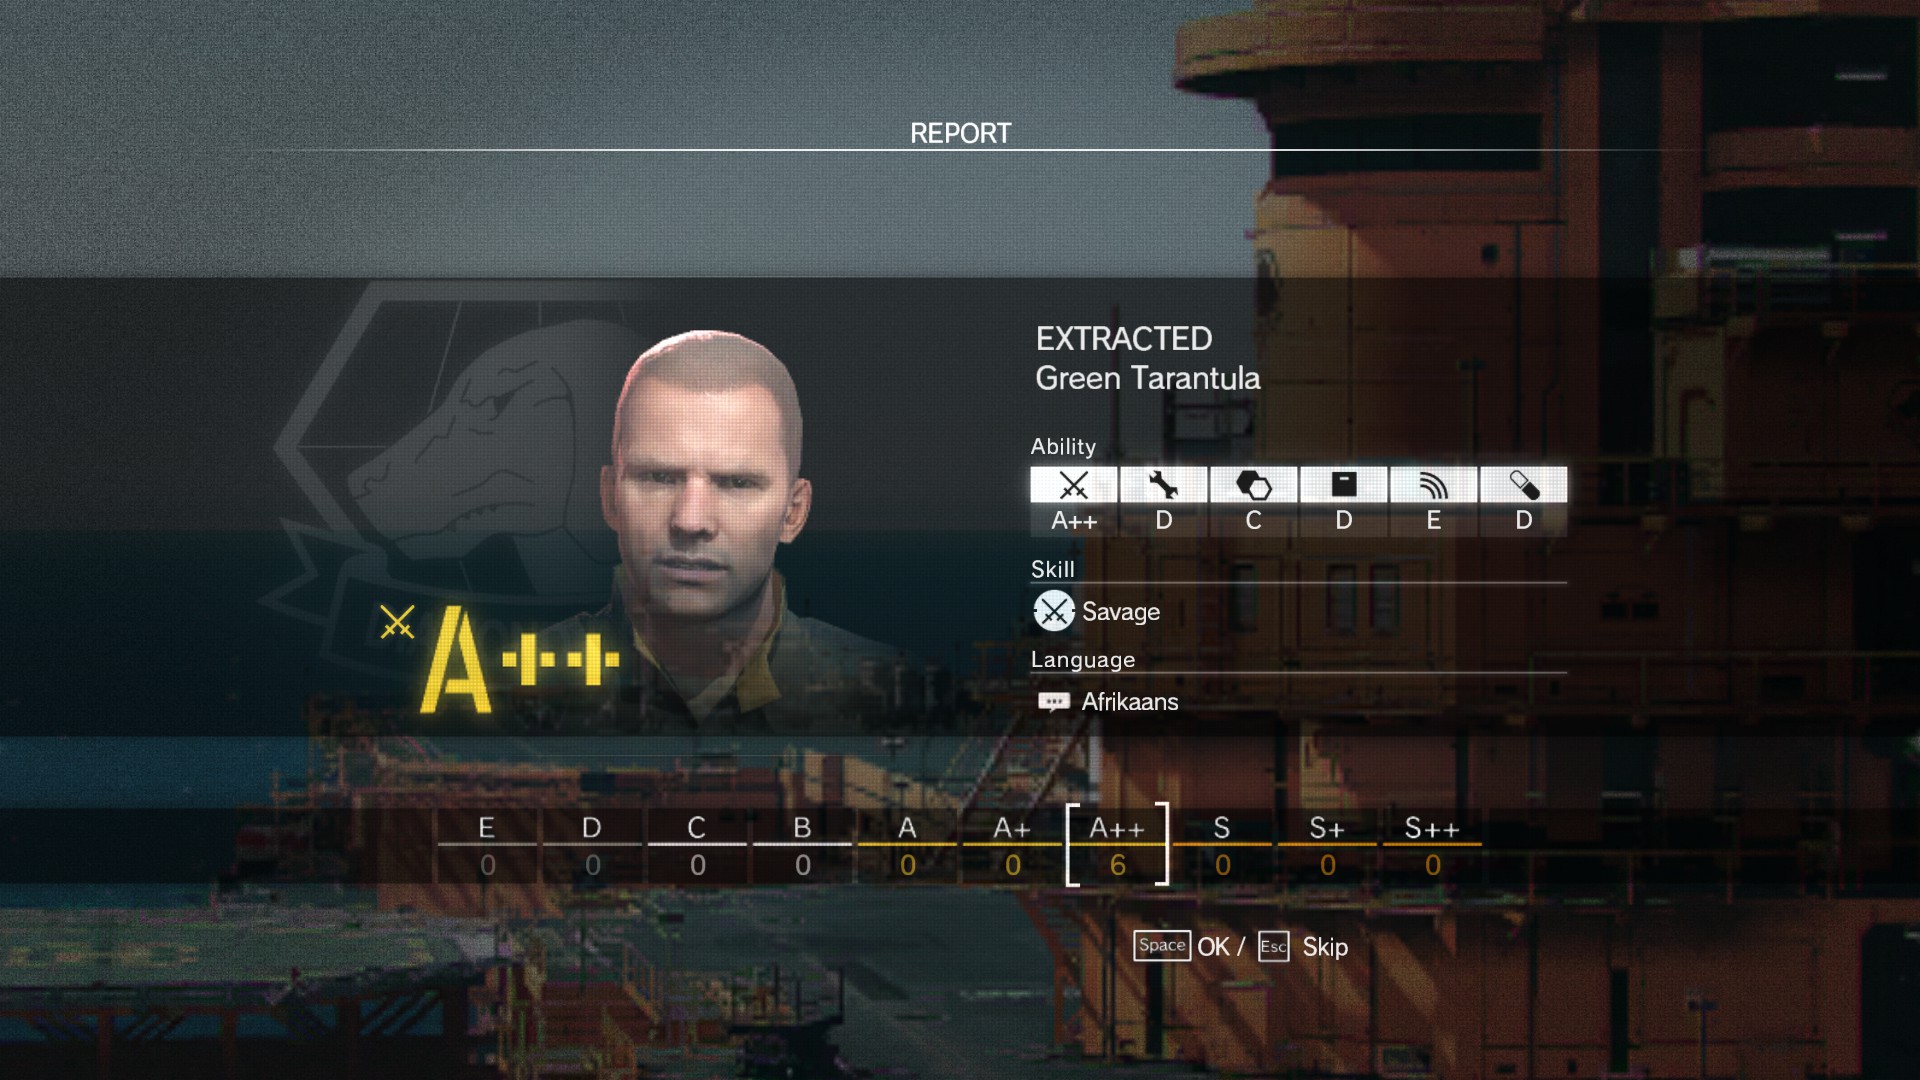 REPORT
EXTRACTED
Green Tarantula
Ability
A++ D C D E D
Skill
Savage
Language
Afrikaans
A++
E D C B A A+ A++ S S+ S++
0 0 0 0 0 0 6 0 0 0
Space OK / Esc Skip